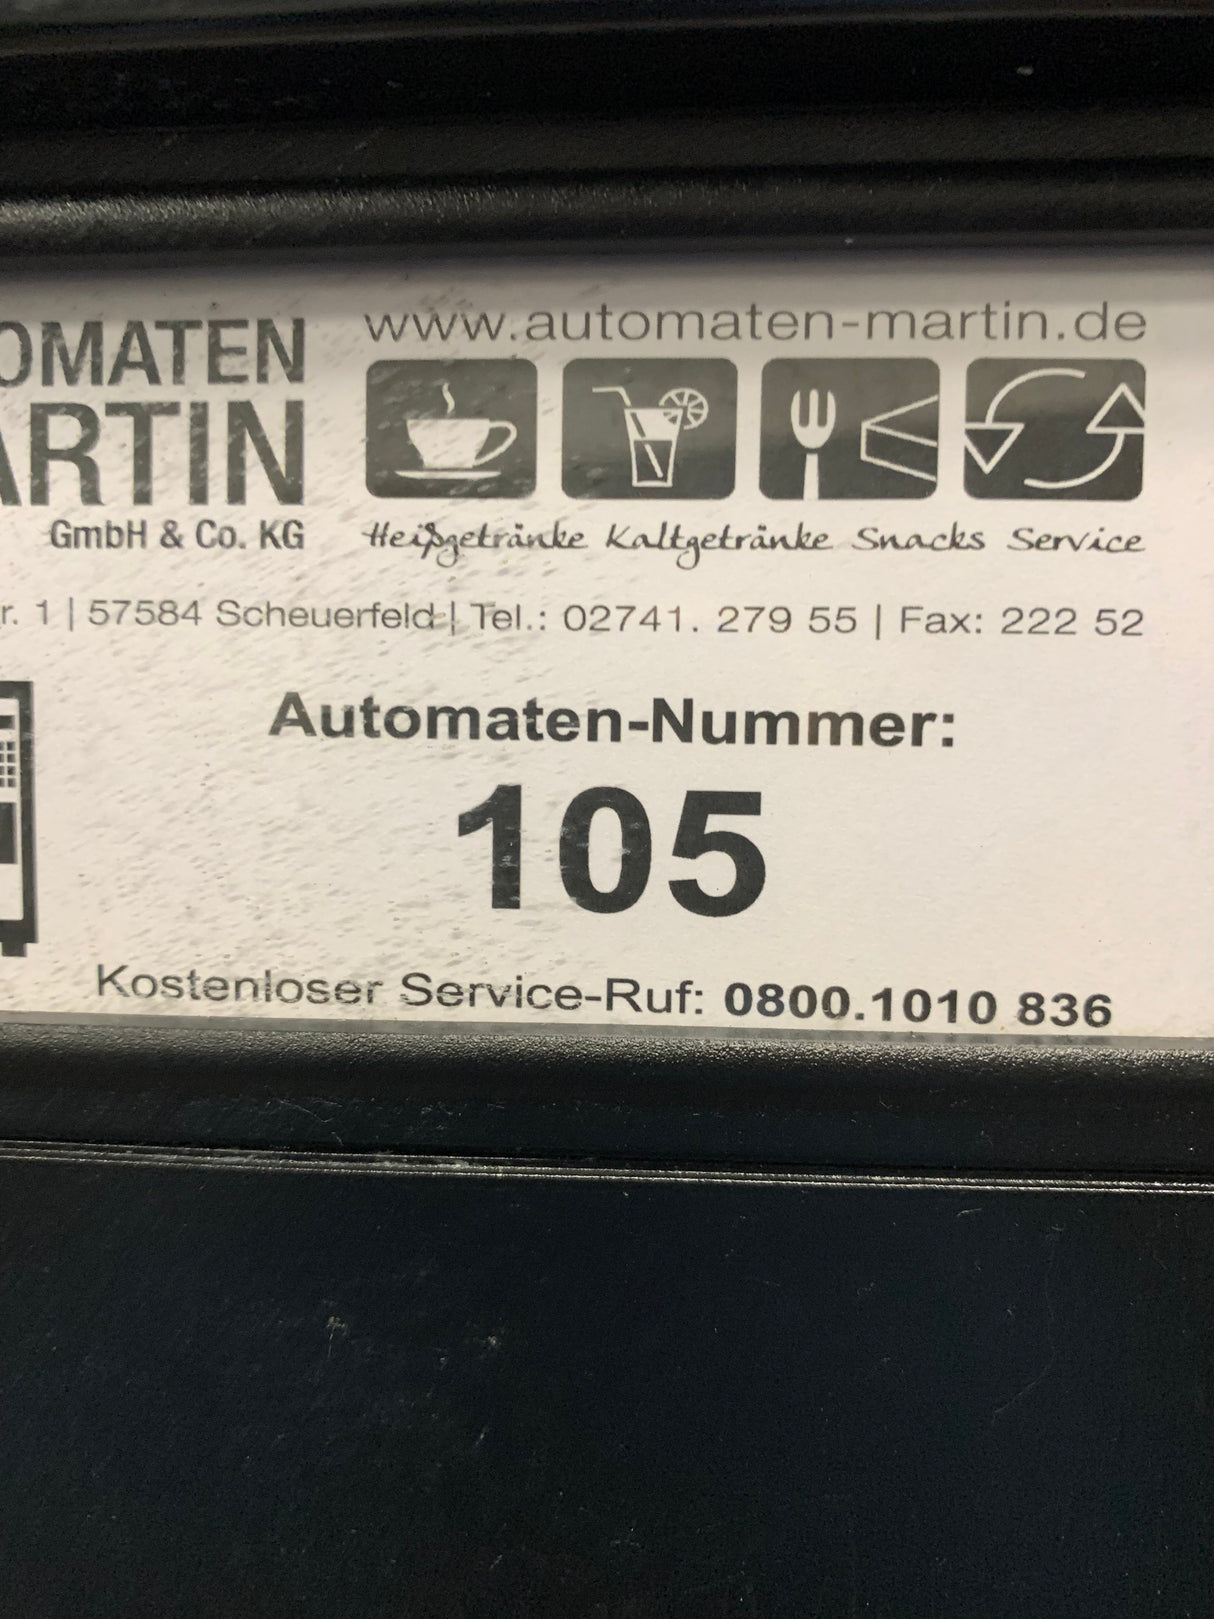 OMATEN
ARTIN
GmbH & Co. KG
www.automaten-martin.de
Heißgetränke Kaltgetränke Snacks Service
r. 1 | 57584 Scheuerfeld | Tel.: 02741. 279 55 | Fax: 222 52
Automaten-Nummer:
105
Kostenloser Service-Ruf: 0800.1010 836